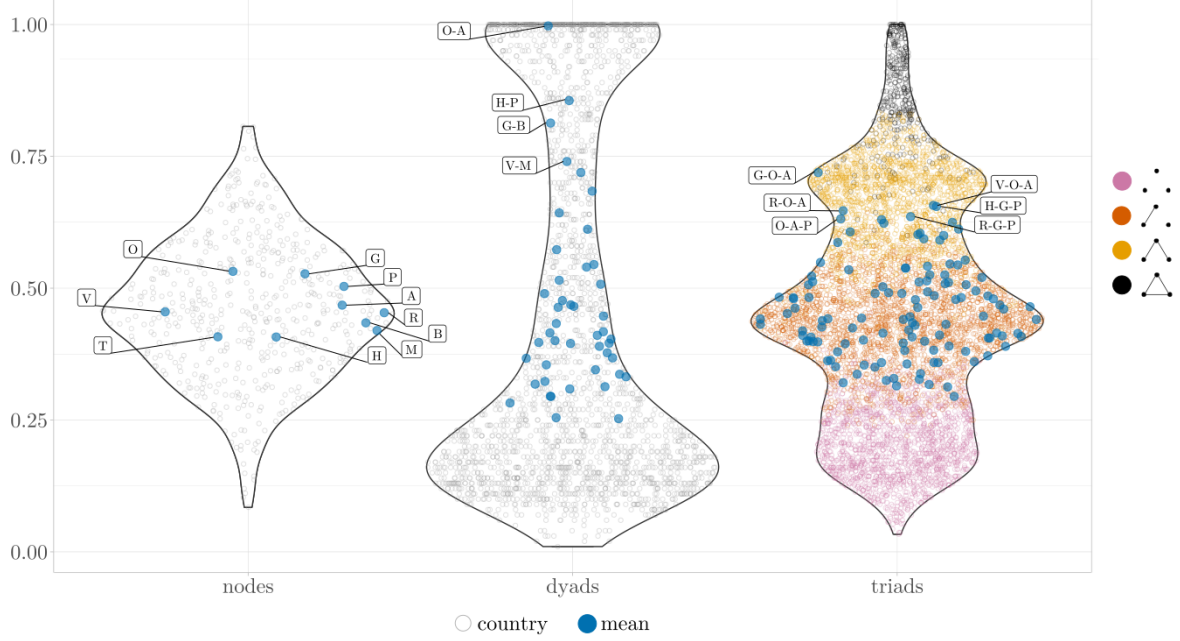 1.00
O-A
H-P
G-B
0.75
V-M
G-O-A
V-O-A
R-O-A
H-G-P
O-A-P
R-G-P
O
G
P
0.50
V
A
R
T
B
H
M
0.25
0.00
nodes
dyads
triads
country
mean